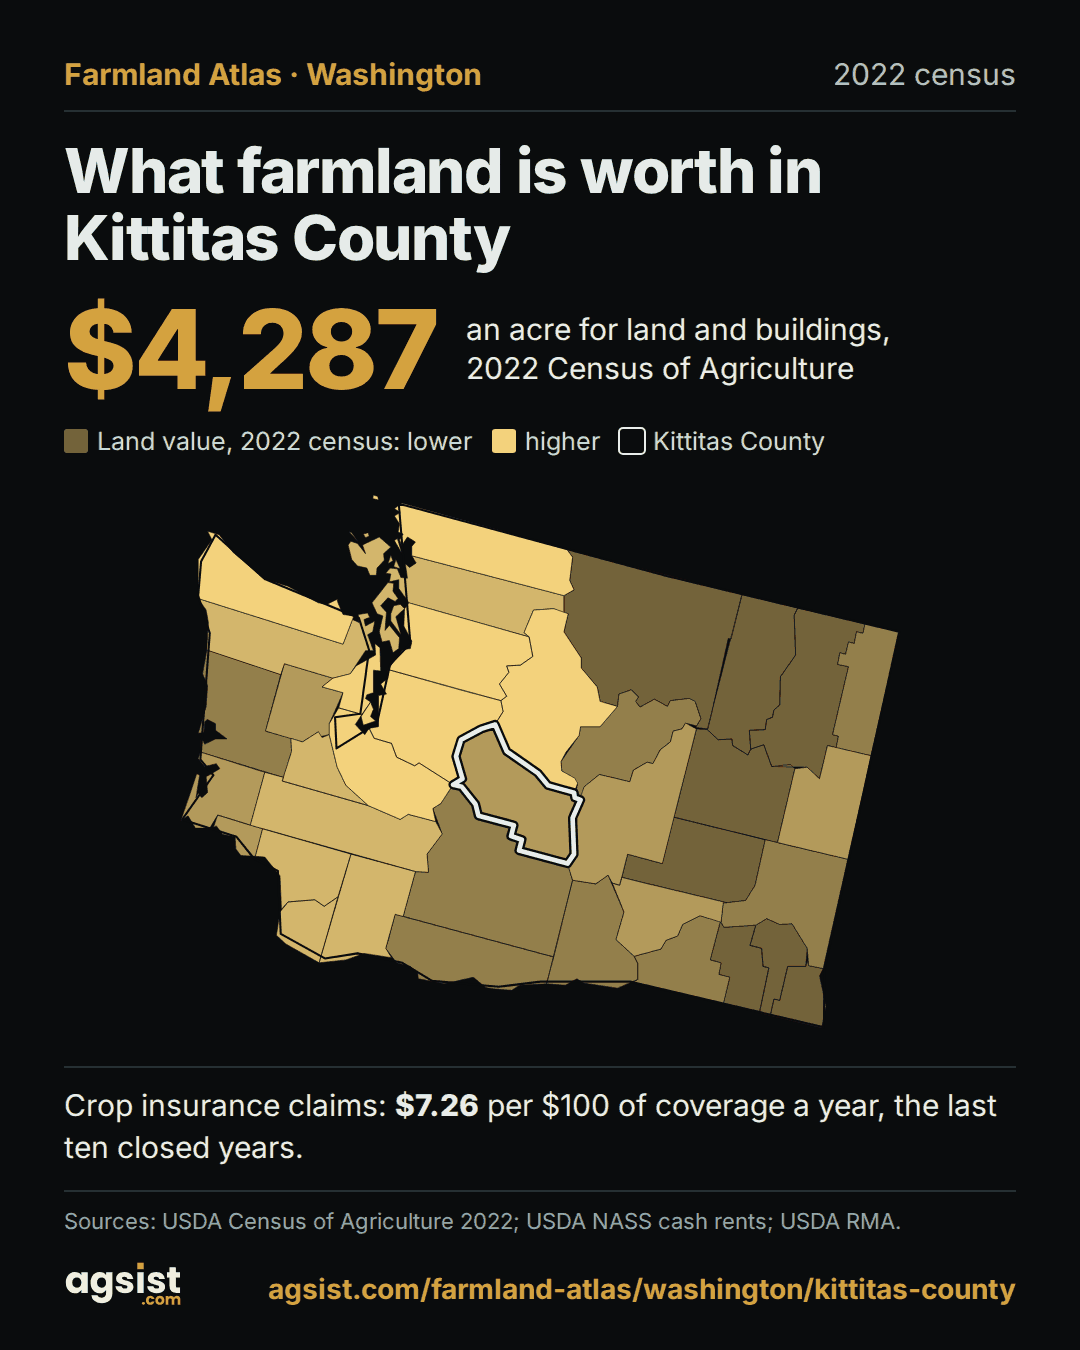 Farmland Atlas · Washington
2022 census
What farmland is worth in
Kittitas County
$4,287
an acre for land and buildings,
2022 Census of Agriculture
Land value, 2022 census: lower
higher
Kittitas County
Crop insurance claims: $7.26 per $100 of coverage a year, the last
ten closed years.
Sources: USDA Census of Agriculture 2022; USDA NASS cash rents; USDA RMA.
agsist
.com
agsist.com/farmland-atlas/washington/kittitas-county